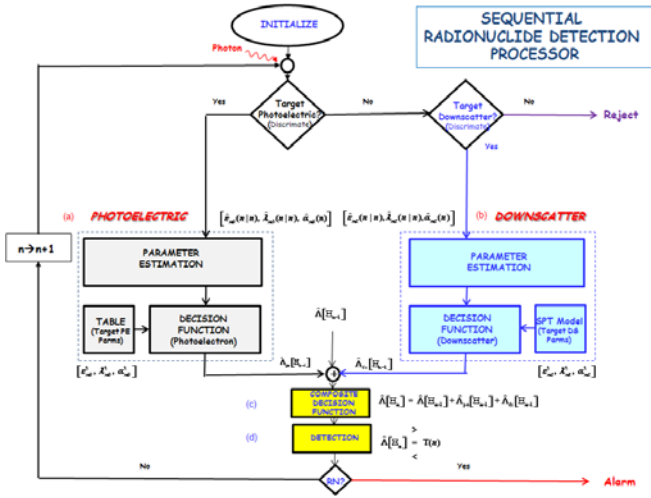 INITIALIZE
SEQUENTIAL
RADIONUCLIDE DETECTION
PROCESSOR
Photon
Yes
Target
Photoelectric?
(Discrimate)
No
Target
Downscatter?
(Discrimate)
No
Reject
Yes
(a) PHOTOELECTRIC
(b) DOWNSCATTER
n→n+1
PARAMETER
ESTIMATION
PARAMETER
ESTIMATION
TABLE
(Target PE
Parms)
DECISION
FUNCTION
(Photoelectron)
DECISION
FUNCTION
(Downscatter)
GPT Model
(Target DS
Parms)
+
(c)
COMPOSITE
DECISION
FUNCTION
(d)
DETECTION
> = T(n) <
No
RN?
Yes
Alarm